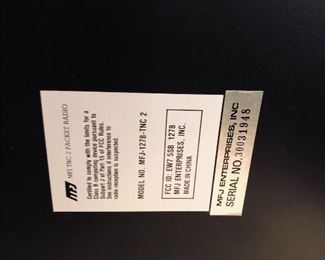 MFJ MFJ TNC 2 PACKET RADIO
Certified to comply with the limits for a
Class B computing device pursuant to
Subpart J of Part 15 of FCC Rules.
See instructions if interference to
radio reception is suspected.
MODEL NO. MFJ-1278-TNC 2
FCC ID: EW7 5SB 1278
MFJ ENTERPRISES, INC.
MADE IN CHINA
MFJ ENTERPRISES, INC
SERIAL NO.30031948